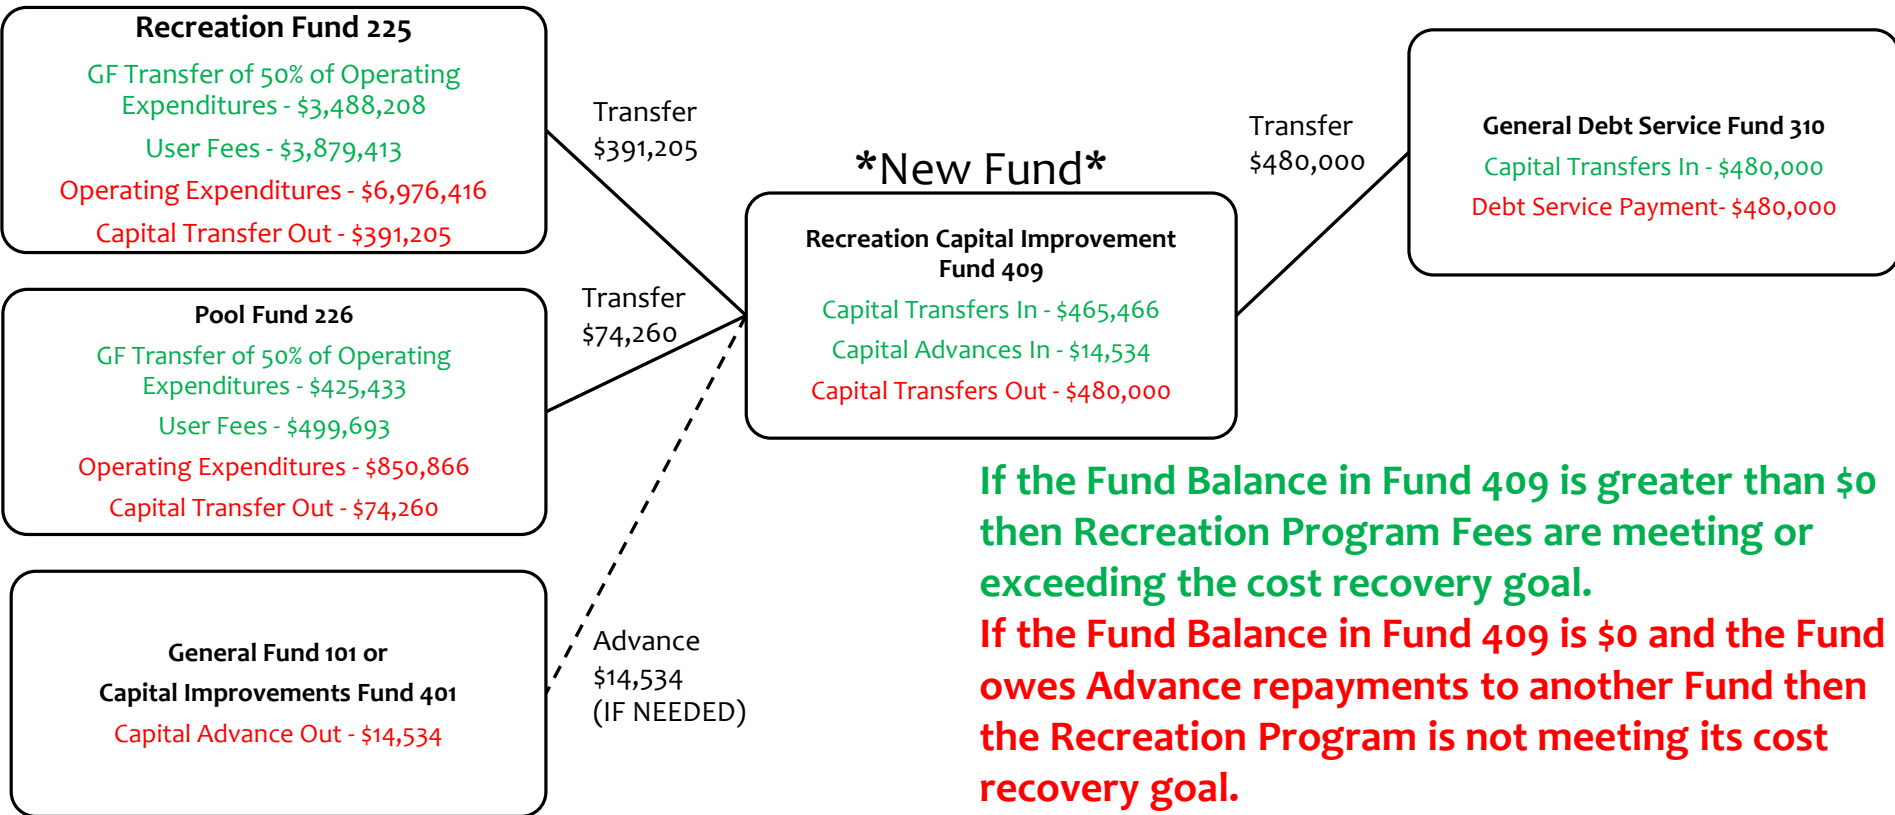 Recreation Fund 225
GF Transfer of 50% of Operating
Expenditures - $3,488,208
User Fees - $3,879,413
Operating Expenditures - $6,976,416
Capital Transfer Out - $391,205
Transfer
$391,205
Pool Fund 226
GF Transfer of 50% of Operating
Expenditures - $425,433
User Fees - $499,693
Operating Expenditures - $850,866
Capital Transfer Out - $74,260
Transfer
$74,260
General Fund 101 or
Capital Improvements Fund 401
Capital Advance Out - $14,534
Advance
$14,534
(IF NEEDED)
*New Fund*
Recreation Capital Improvement
Fund 409
Capital Transfers In - $465,466
Capital Advances In - $14,534
Capital Transfers Out - $480,000
Transfer
$480,000
General Debt Service Fund 310
Capital Transfers In - $480,000
Debt Service Payment- $480,000
If the Fund Balance in Fund 409 is greater than $0
then Recreation Program Fees are meeting or
exceeding the cost recovery goal.
If the Fund Balance in Fund 409 is $0 and the Fund
owes Advance repayments to another Fund then
the Recreation Program is not meeting its cost
recovery goal.